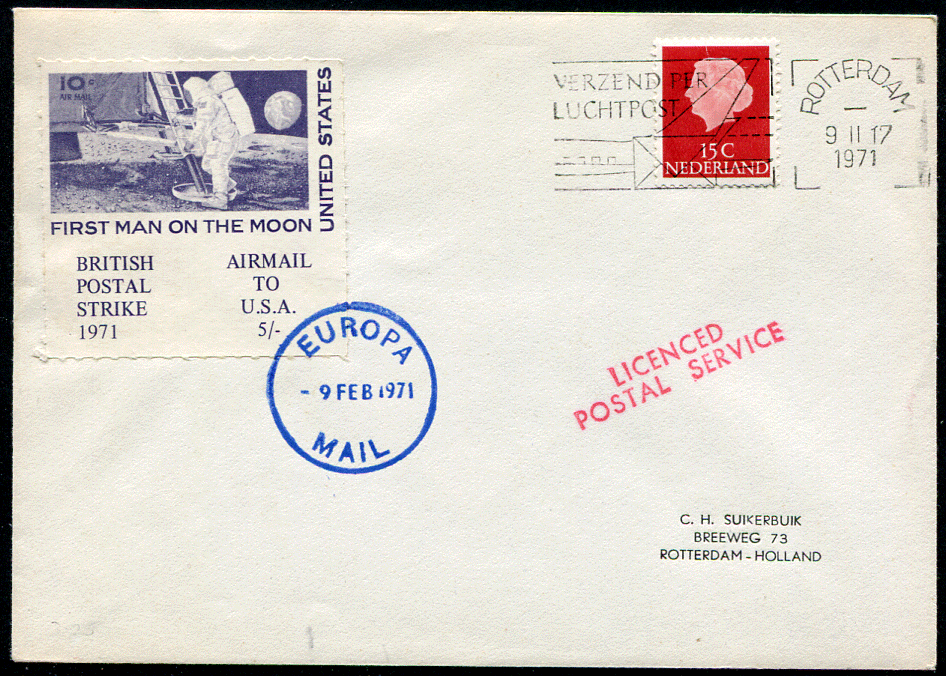 10c
AIR MAIL
UNITED STATES
FIRST MAN ON THE MOON
BRITISH
POSTAL
STRIKE
1971
AIRMAIL
TO
U.S.A.
5/-
VERZEND PER
LUCHTPOST
15 C
NEDERLAND
ROTTERDAM
9 II 17
1971
EUROPA
- 9 FEB 1971
MAIL
LICENCED
POSTAL SERVICE
C. H. SUIKERBUIK
BREEWEG 73
ROTTERDAM - HOLLAND